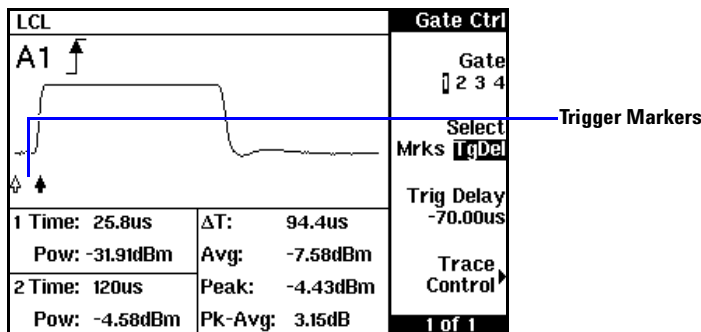 LCL
Gate Ctrl
A1
Gate
1 2 3 4
Select
Mrks TgDel
Trigger Markers
Trig Delay
-70.00us
Trace
Control
1 of 1
1 Time: 25.8us
Pow: -31.91dBm
2 Time: 120us
Pow: -4.58dBm
ΔT: 94.4us
Avg: -7.58dBm
Peak: -4.43dBm
Pk-Avg: 3.15dB